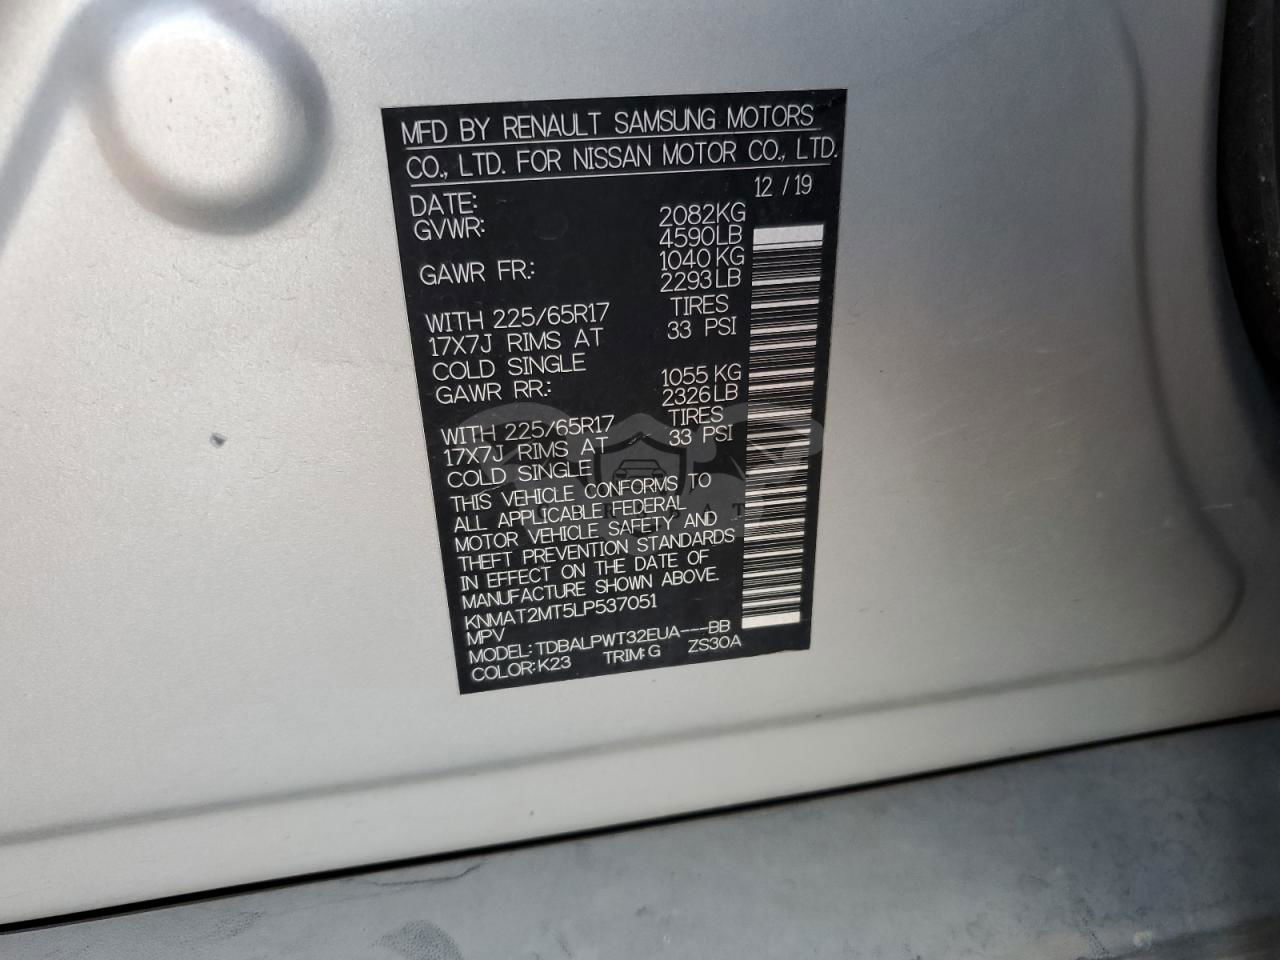 MFD BY RENAULT SAMSUNG MOTORS
CO., LTD. FOR NISSAN MOTOR CO., LTD.
DATE: 12 / 19
GVWR: 2082KG
4590LB
GAWR FR.: 1040 KG
2293LB
WITH 225/65R17 TIRES
17X7J RIMS AT 33 PSI
COLD SINGLE
GAWR RR.: 1055 KG
2326LB
WITH 225/65R17 TIRES
17X7J RIMS AT 33 PSI
COLD SINGLE
THIS VEHICLE CONFORMS TO
ALL APPLICABLE FEDERAL
MOTOR VEHICLE SAFETY AND
THEFT PREVENTION STANDARDS
IN EFFECT ON THE DATE OF
MANUFACTURE SHOWN ABOVE.
KNMAT2MT5LP537051
MPV
MODEL: TDBALPWT32EUA---BB
COLOR: K23 TRIM: G ZS30A